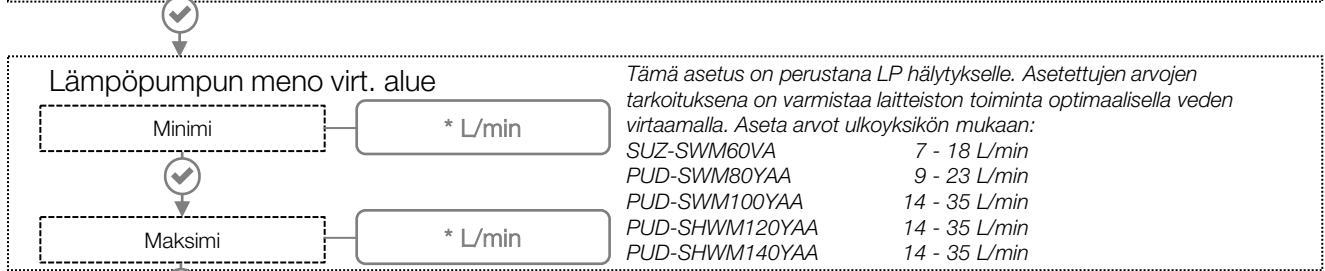 Lämpöpumpun meno virt. alue
Minimi
* L/min
Maksimi
* L/min
Tämä asetus on perustana LP hälytykselle. Asetettujen arvojen
tarkoituksena on varmistaa laitteiston toiminta optimaalisella veden
virtaamalla. Aseta arvot ulkoyksikön mukaan:
SUZ-SWM60VA 7 - 18 L/min
PUD-SWM80YAA 9 - 23 L/min
PUD-SWM100YAA 14 - 35 L/min
PUD-SHWM120YAA 14 - 35 L/min
PUD-SHWM140YAA 14 - 35 L/min